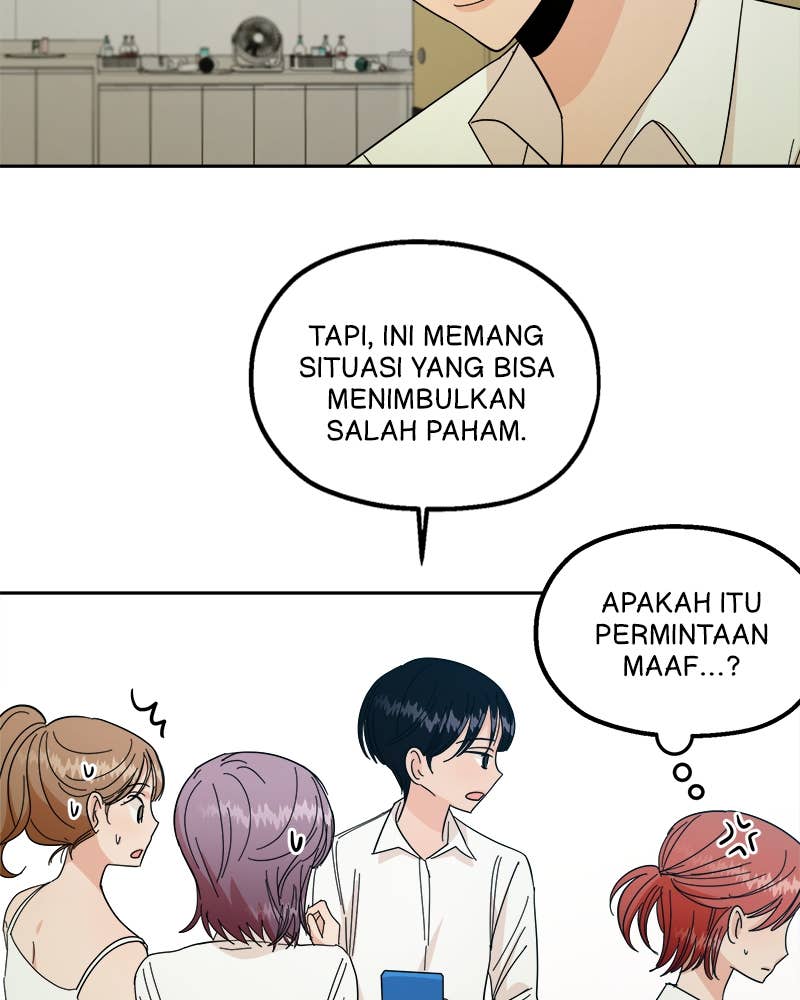 TAPI, INI MEMANG
SITUASI YANG BISA
MENIMBULKAN
SALAH PAHAM.
APAKAH ITU
PERMINTAAN
MAAF...?